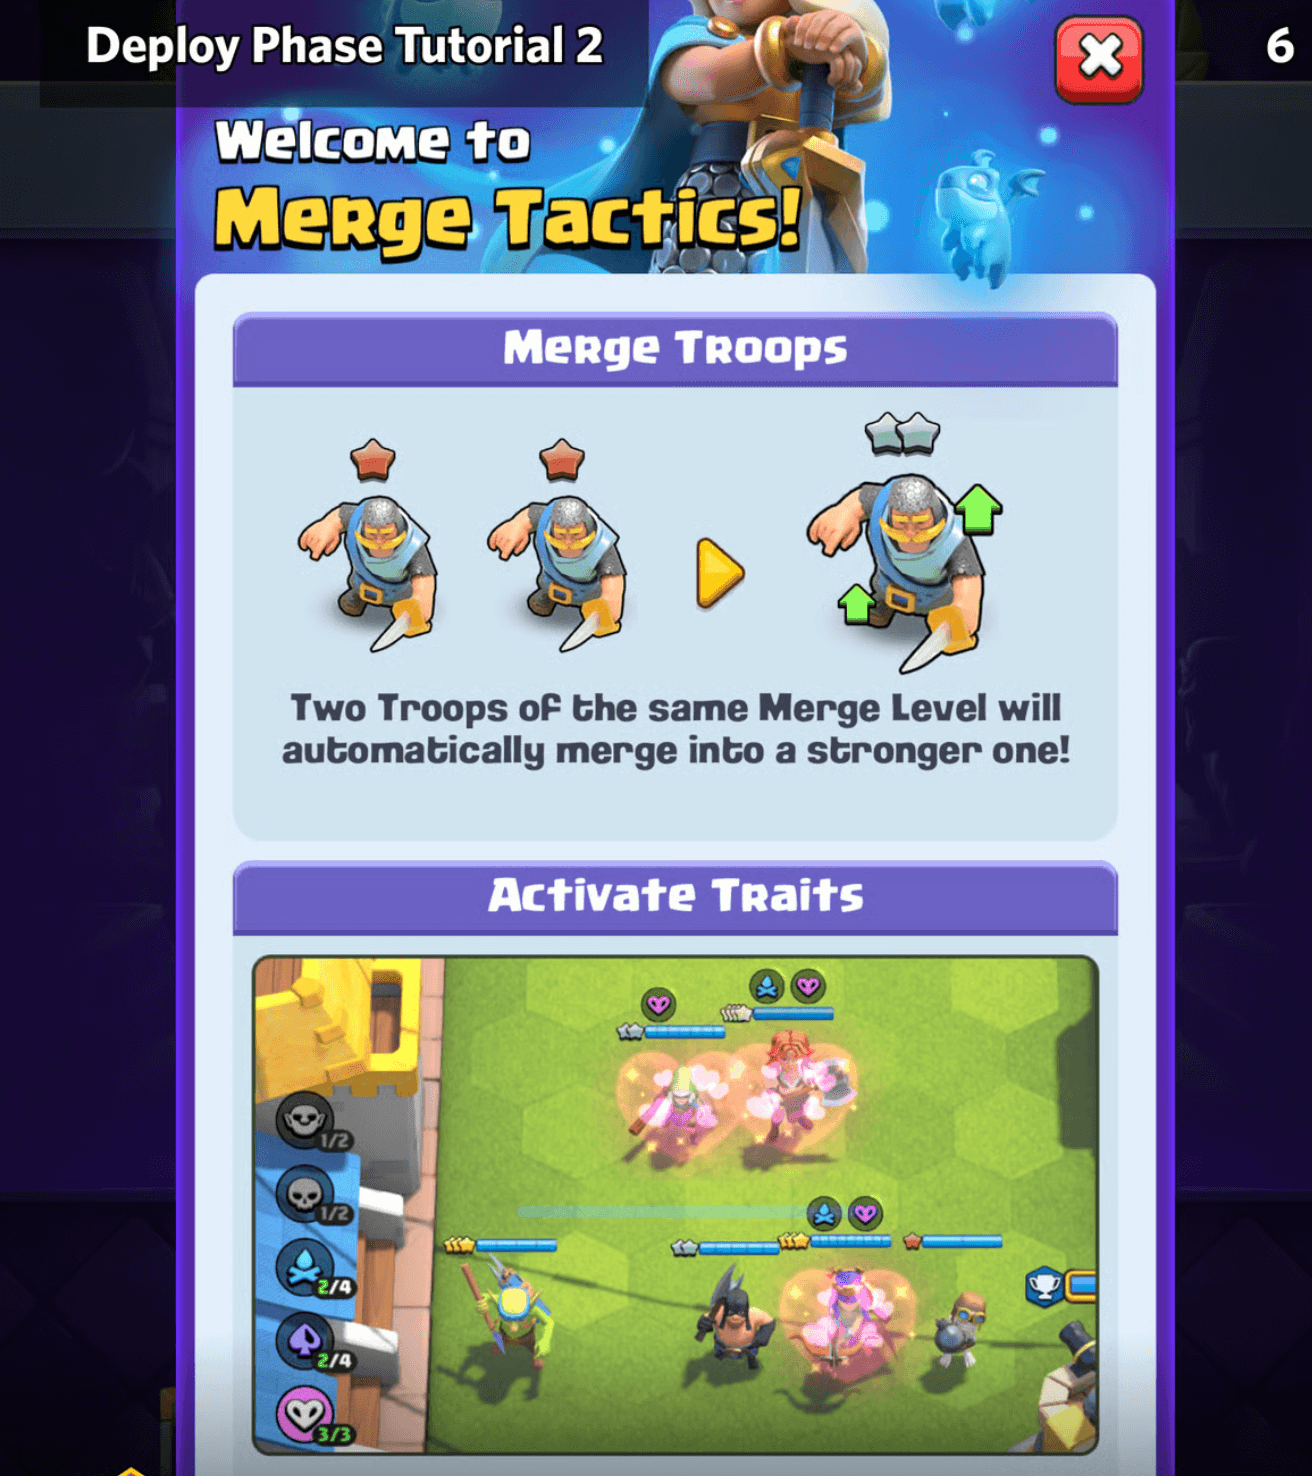 Deploy Phase Tutorial 2
6
Welcome to
Merge Tactics!
Merge Troops
Two Troops of the same Merge Level will
automatically merge into a stronger one!
Activate Traits
1/2
1/2
2/4
2/4
3/3